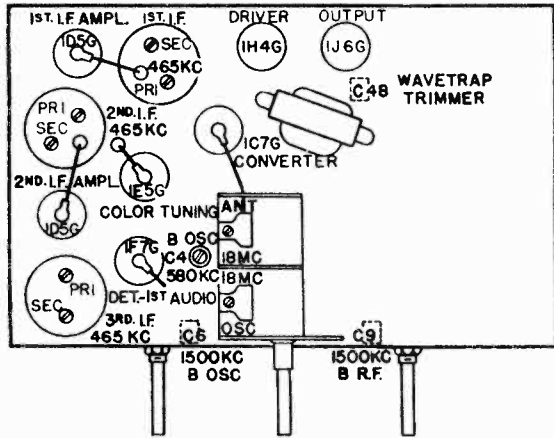 1ST. I.F. AMPL.
1D5G
1ST. I.F.
SEC
465KC
PRI
DRIVER
1H4G
OUTPUT
1J6G
C48
WAVETRAP
TRIMMER
PRI
SEC
2ND. I.F.
465KC
1C7G
CONVERTER
2ND. I.F. AMPL.
1E5G
1D5G
COLOR TUNING
ANT
B OSC
C4
580KC
18MC
1F7G
DET.-1ST AUDIO
18MC
OSC
PRI
SEC
3RD. I.F.
465 KC
C6
1500KC
B OSC
C9
1500KC
B R.F.